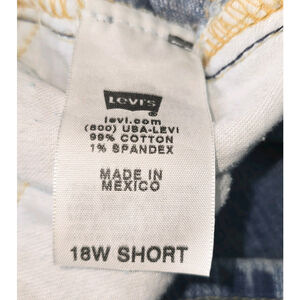 Levi's
levi.com
(800) USA-LEVI
99% COTTON
1% SPANDEX
MADE IN
MEXICO
18W SHORT